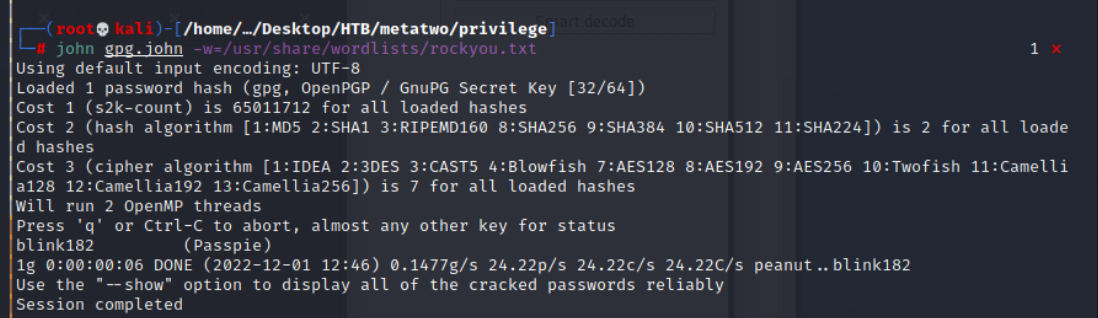 Smart decode
┌──(root💀kali)-[/home/…/Desktop/HTB/metatwo/privilege]
└─# john gpg.john -w=/usr/share/wordlists/rockyou.txt 1 ⨯
Using default input encoding: UTF-8
Loaded 1 password hash (gpg, OpenPGP / GnuPG Secret Key [32/64])
Cost 1 (s2k-count) is 65011712 for all loaded hashes
Cost 2 (hash algorithm [1:MD5 2:SHA1 3:RIPEMD160 8:SHA256 9:SHA384 10:SHA512 11:SHA224]) is 2 for all loade
d hashes
Cost 3 (cipher algorithm [1:IDEA 2:3DES 3:CAST5 4:Blowfish 7:AES128 8:AES192 9:AES256 10:Twofish 11:Camelli
a128 12:Camellia192 13:Camellia256]) is 7 for all loaded hashes
Will run 2 OpenMP threads
Press 'q' or Ctrl-C to abort, almost any other key for status
blink182         (Passpie)
1g 0:00:00:06 DONE (2022-12-01 12:46) 0.1477g/s 24.22p/s 24.22c/s 24.22C/s peanut..blink182
Use the "--show" option to display all of the cracked passwords reliably
Session completed